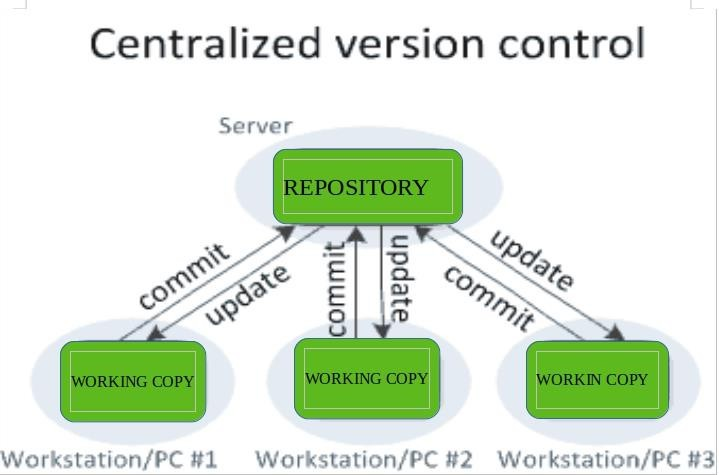 Centralized version control
Server
REPOSITORY
commit
update
commit
update
update
commit
WORKING COPY
WORKING COPY
WORKIN COPY
Workstation/PC #1
Workstation/PC #2
Workstation/PC #3